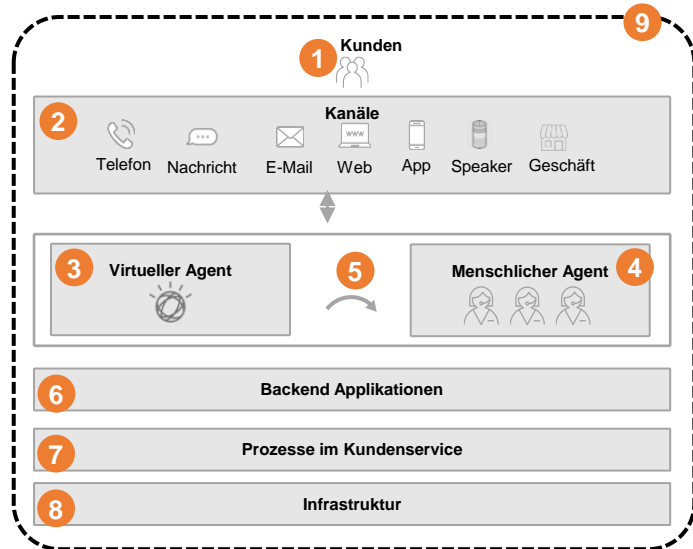 9
Kunden
1
2
Kanäle
www
Telefon
Nachricht
E-Mail
Web
App
Speaker
Geschäft
3
Virtueller Agent
5
Menschlicher Agent
4
6
Backend Applikationen
7
Prozesse im Kundenservice
8
Infrastruktur